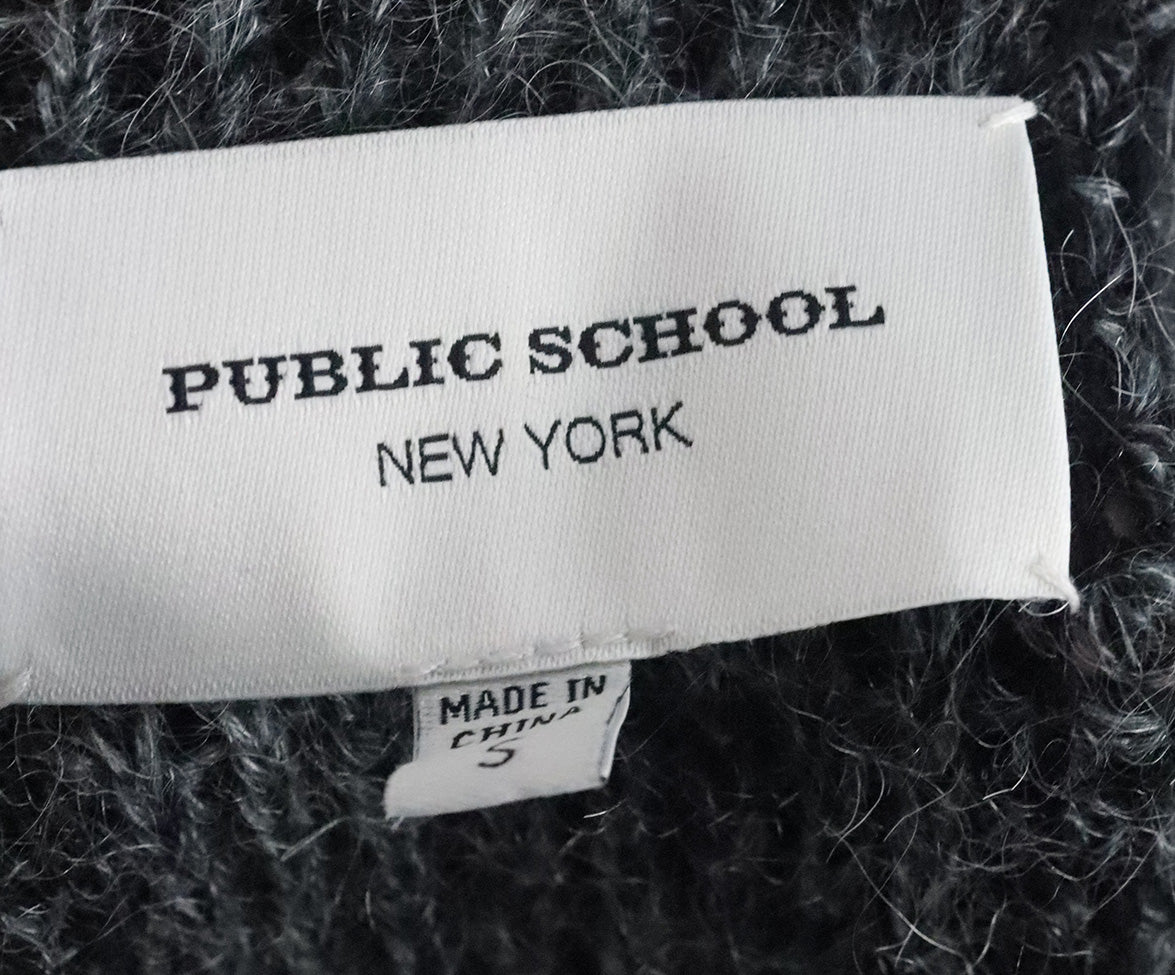 PUBLIC SCHOOL
NEW YORK
MADE IN
CHINA
S